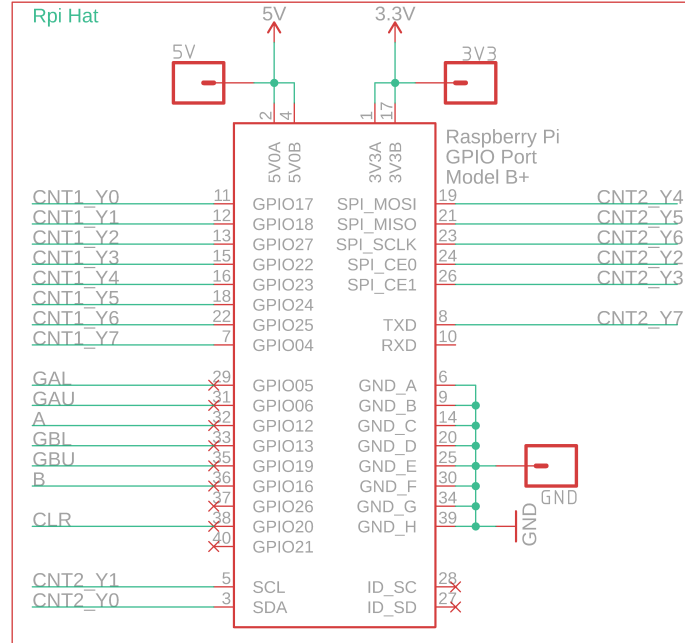 Rpi Hat
5V
3.3V
5V
3V3
2
4
1
17
5V0A
5V0B
3V3A
3V3B
Raspberry Pi
GPIO Port
Model B+
CNT1_Y0 11 GPIO17 SPI_MOSI 19 CNT2_Y4
CNT1_Y1 12 GPIO18 SPI_MISO 21 CNT2_Y5
CNT1_Y2 13 GPIO27 SPI_SCLK 23 CNT2_Y6
CNT1_Y3 15 GPIO22 SPI_CE0 24 CNT2_Y2
CNT1_Y4 16 GPIO23 SPI_CE1 26 CNT2_Y3
CNT1_Y5 18 GPIO24
CNT1_Y6 22 GPIO25 TXD 8 CNT2_Y7
CNT1_Y7 7 GPIO04 RXD 10
GAL 29 GPIO05 GND_A 6
GAU 31 GPIO06 GND_B 9
A 32 GPIO12 GND_C 14
GBL 33 GPIO13 GND_D 20
GBU 35 GPIO19 GND_E 25
B 36 GPIO16 GND_F 30
GND
37 GPIO26 GND_G 34
CLR 38 GPIO20 GND_H 39
GND
40 GPIO21
CNT2_Y1 5 SCL ID_SC 28
CNT2_Y0 3 SDA ID_SD 27